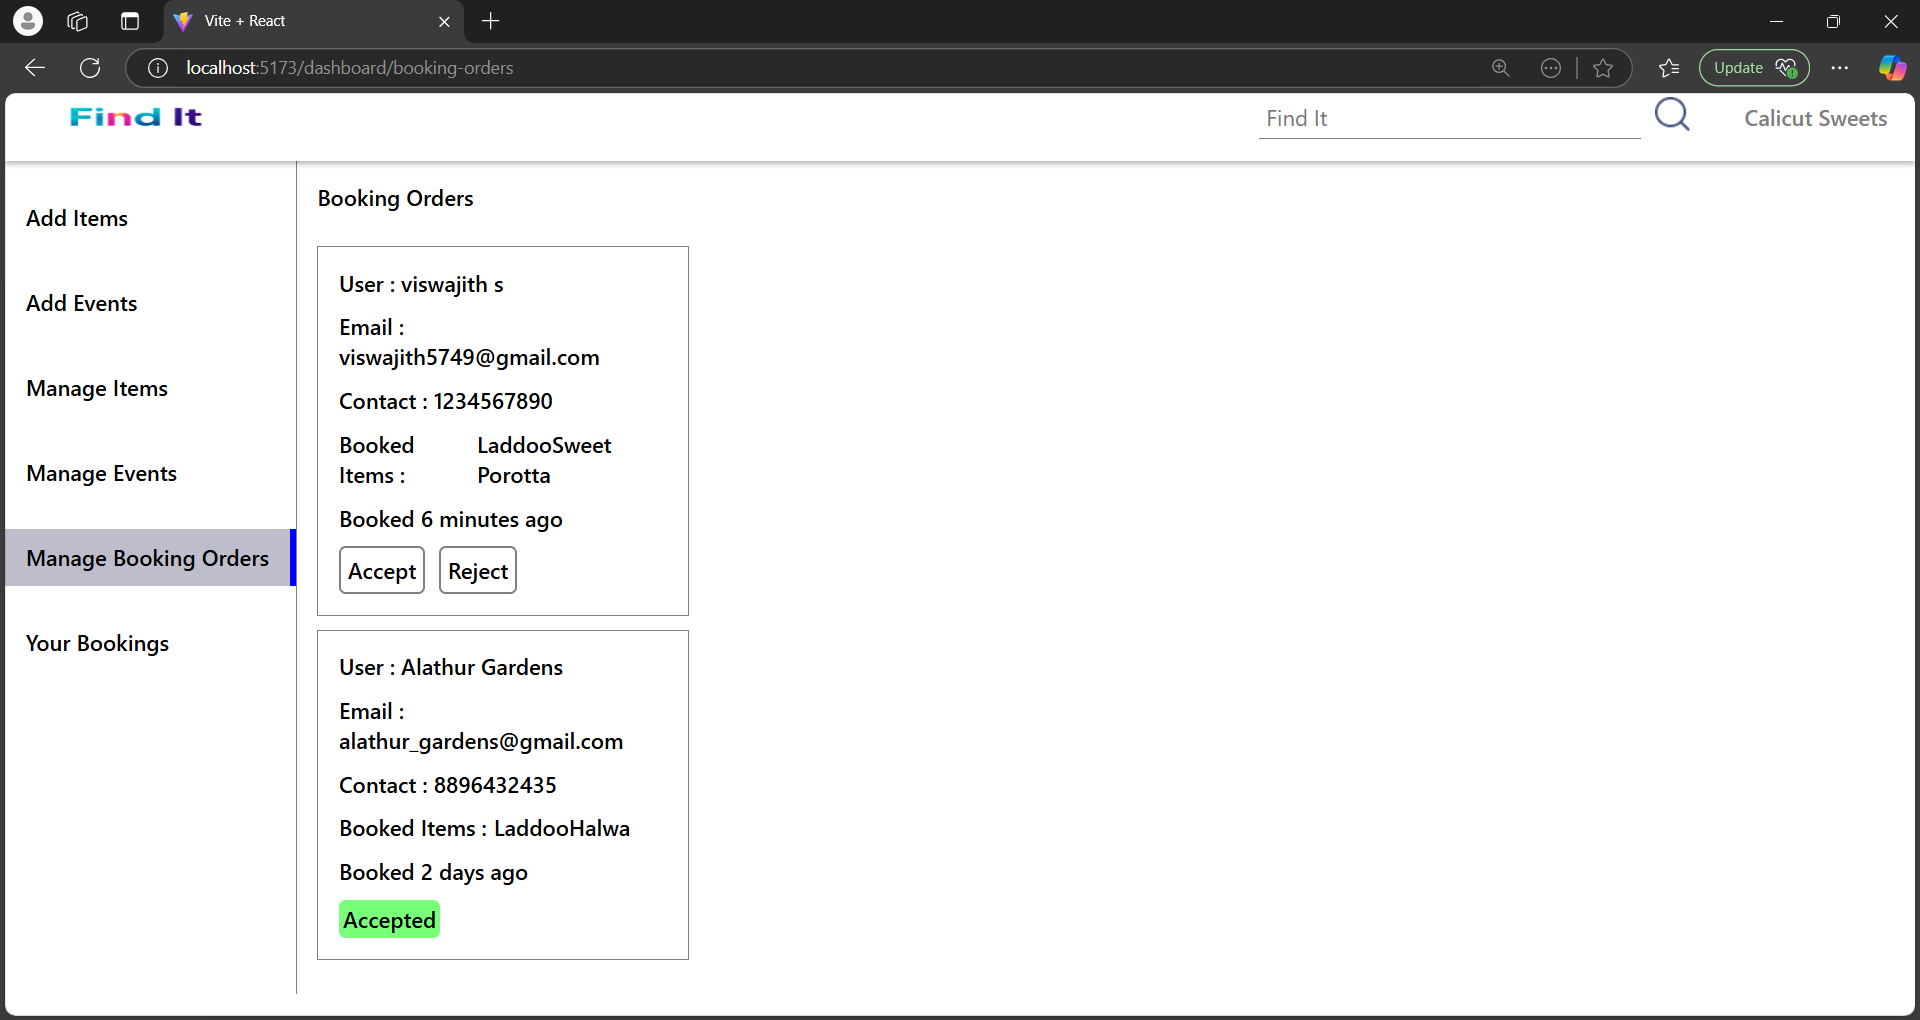 Vite + React
localhost:5173/dashboard/booking-orders
Update
Find It
Find It
Calicut Sweets
Add Items
Add Events
Manage Items
Manage Events
Manage Booking Orders
Your Bookings
Booking Orders
User : viswajith s
Email :
viswajith5749@gmail.com
Contact : 1234567890
Booked LaddooSweet
Items : Porotta
Booked 6 minutes ago
Accept Reject
User : Alathur Gardens
Email :
alathur_gardens@gmail.com
Contact : 8896432435
Booked Items : LaddooHalwa
Booked 2 days ago
Accepted